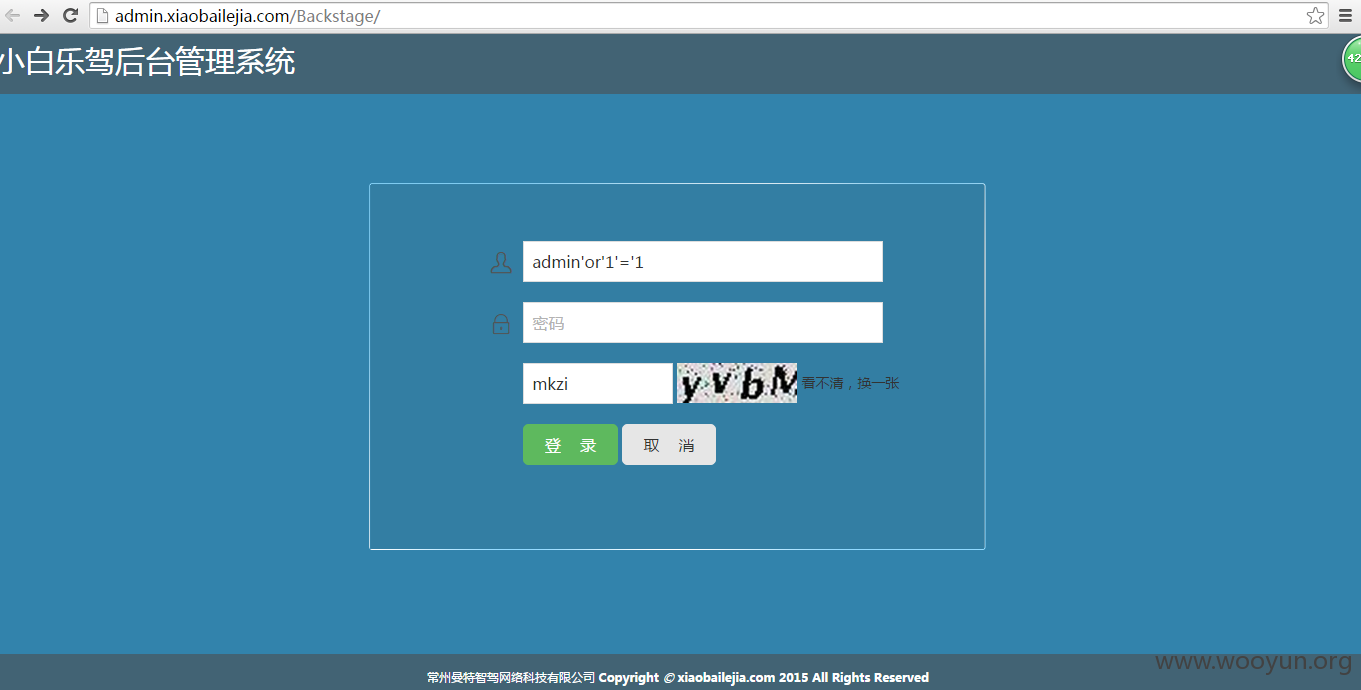 admin.xiaobailejia.com/Backstage/
小白乐驾后台管理系统
42
admin'or'1'='1
密码
mkzi
yvbM
看不清，换一张
登 录
取 消
常州曼特智驾网络科技有限公司 Copyright © xiaobailejia.com 2015 All Rights Reserved
www.wooyun.org